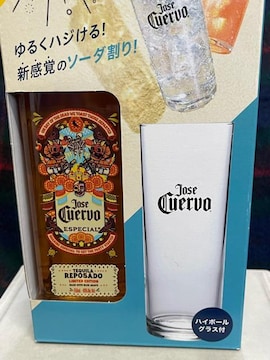 ゆるくハジける!
新感覚のソーダ割り!
Jose
Cuervo
Jose
Cuervo
ESPECIAL
TEQUILA
REPOSADO
LIMITED EDITION
Jose
Cuervo
ハイボール
グラス付